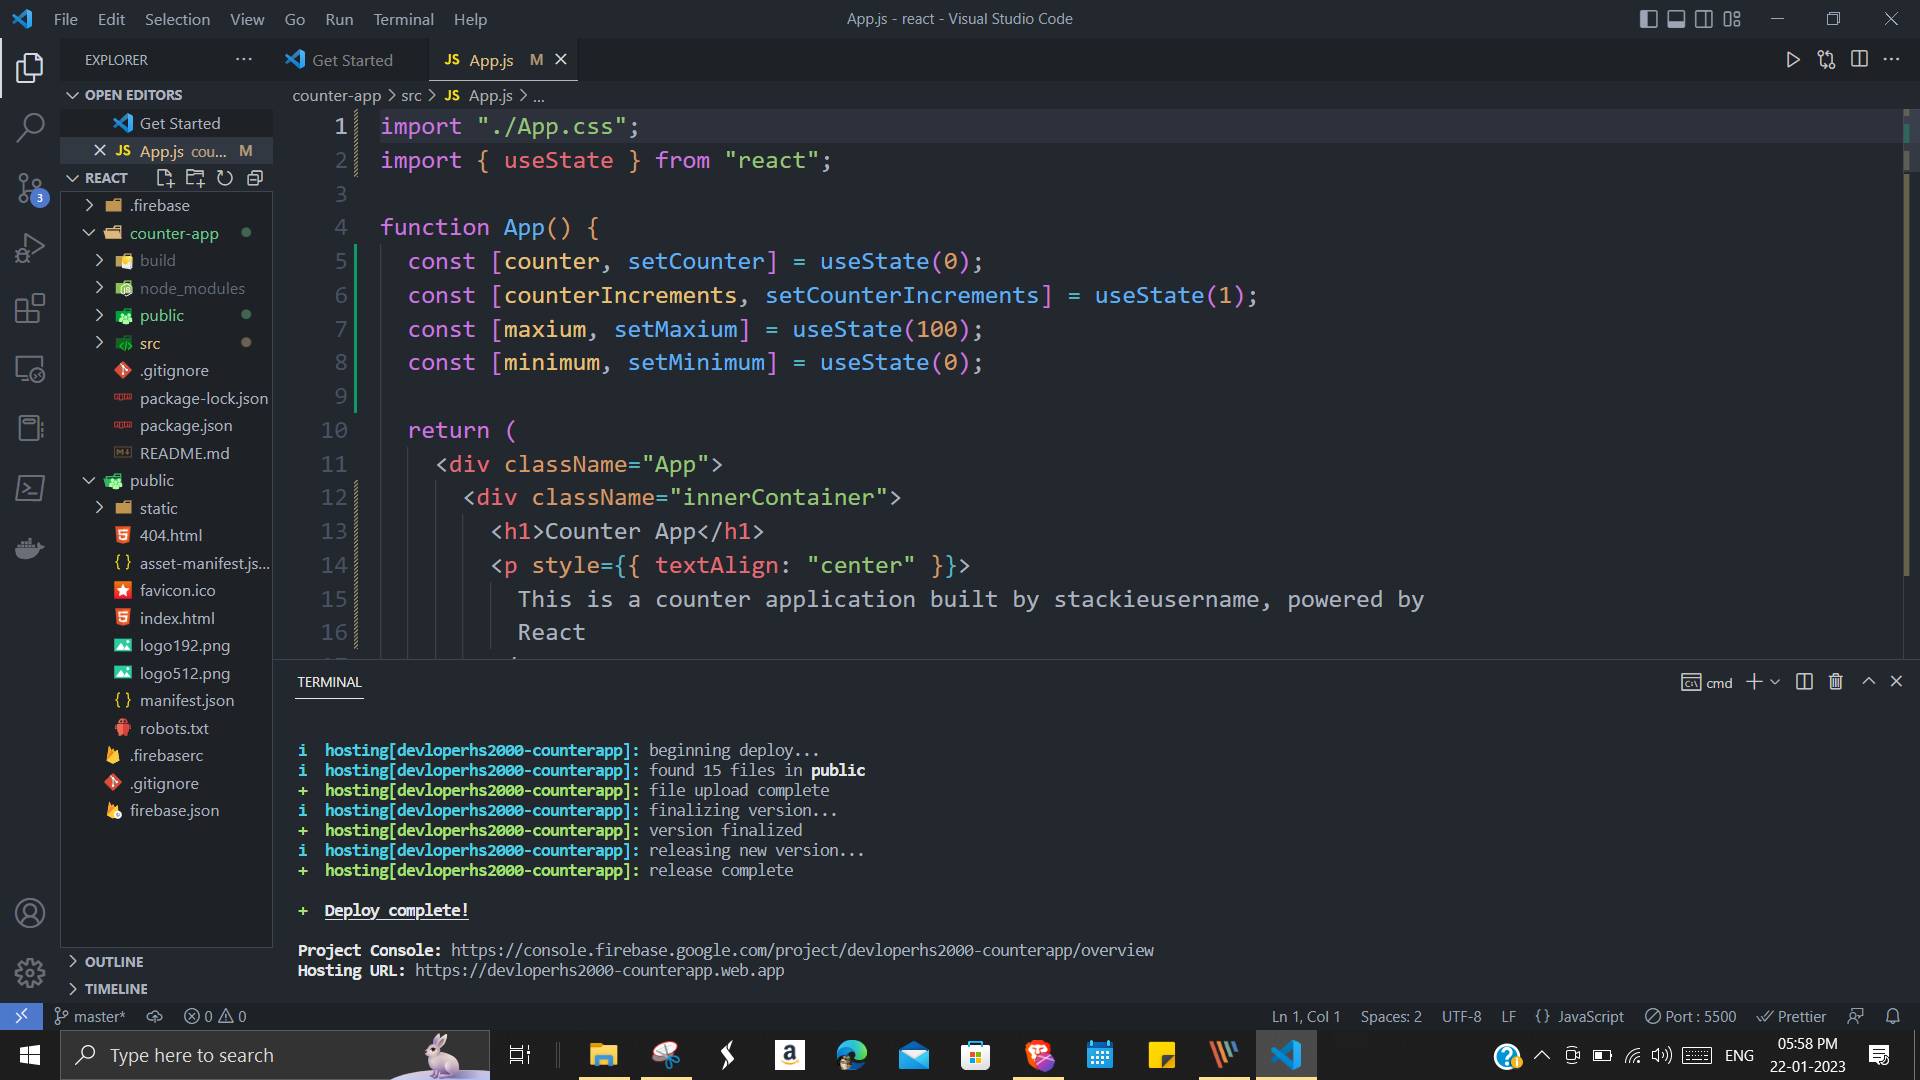 File Edit Selection View Go Run Terminal Help
App.js - react - Visual Studio Code
EXPLORER
Get Started
JS App.js M
OPEN EDITORS
Get Started
JS App.js cou... M
REACT
.firebase
counter-app
build
node_modules
public
src
.gitignore
package-lock.json
package.json
README.md
public
static
404.html
asset-manifest.js...
favicon.ico
index.html
logo192.png
logo512.png
manifest.json
robots.txt
.firebaserc
.gitignore
firebase.json
OUTLINE
TIMELINE
3
counter-app > src > JS App.js > ...
1 import "./App.css";
2 import { useState } from "react";
3
4 function App() {
5 const [counter, setCounter] = useState(0);
6 const [counterIncrements, setCounterIncrements] = useState(1);
7 const [maxium, setMaxium] = useState(100);
8 const [minimum, setMinimum] = useState(0);
9
10 return (
11 <div className="App">
12 <div className="innerContainer">
13 <h1>Counter App</h1>
14 <p style={{ textAlign: "center" }}>
15 This is a counter application built by stackieusername, powered by
16 React
TERMINAL
cmd
i hosting[devloperhs2000-counterapp]: beginning deploy...
i hosting[devloperhs2000-counterapp]: found 15 files in public
+ hosting[devloperhs2000-counterapp]: file upload complete
i hosting[devloperhs2000-counterapp]: finalizing version...
+ hosting[devloperhs2000-counterapp]: version finalized
i hosting[devloperhs2000-counterapp]: releasing new version...
+ hosting[devloperhs2000-counterapp]: release complete
+ Deploy complete!
Project Console: https://console.firebase.google.com/project/devloperhs2000-counterapp/overview
Hosting URL: https://devloperhs2000-counterapp.web.app
master* 0 0
Ln 1, Col 1 Spaces: 2 UTF-8 LF {} JavaScript Port : 5500 Prettier
Type here to search
ENG
05:58 PM
22-01-2023